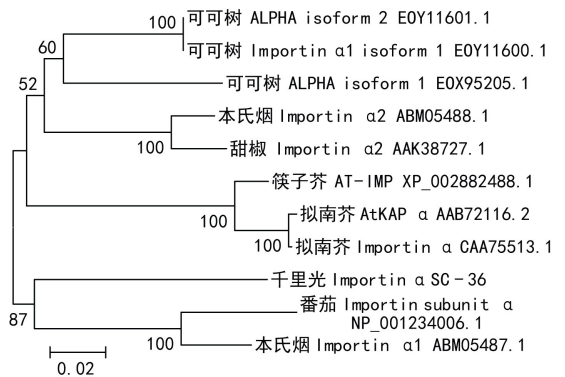 100 可可树 ALPHA isoform 2 EOY11601.1
可可树 Importin α1 isoform 1 EOY11600.1
60
可可树 ALPHA isoform 1 EOX95205.1
52
本氏烟 Importin α2 ABM05488.1
100
甜椒 Importin α2 AAK38727.1
筷子芥 AT-IMP XP_002882488.1
100
拟南芥 AtKAP α AAB72116.2
100
拟南芥 Importin α CAA75513.1
千里光 Importin α SC-36
87
番茄 Importin subunit α
NP_001234006.1
100
本氏烟 Importin α1 ABM05487.1
0.02